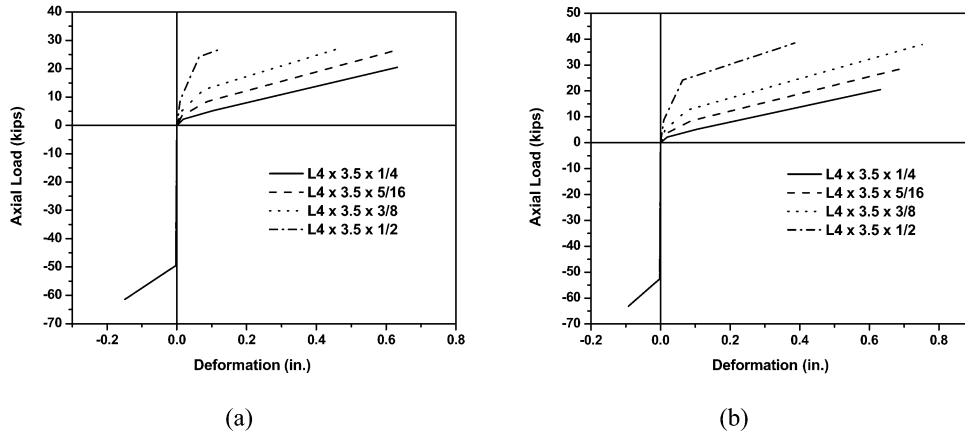 40
30
20
10
0
-10
-20
-30
-40
-50
-60
-70
Axial Load (kips)
L4 x 3.5 x 1/4
L4 x 3.5 x 5/16
L4 x 3.5 x 3/8
L4 x 3.5 x 1/2
-0.2 0.0 0.2 0.4 0.6 0.8
Deformation (in.)
(a)
50
40
30
20
10
0
-10
-20
-30
-40
-50
-60
-70
Axial Load (kips)
L4 x 3.5 x 1/4
L4 x 3.5 x 5/16
L4 x 3.5 x 3/8
L4 x 3.5 x 1/2
-0.2 0.0 0.2 0.4 0.6 0.8
Deformation (in.)
(b)